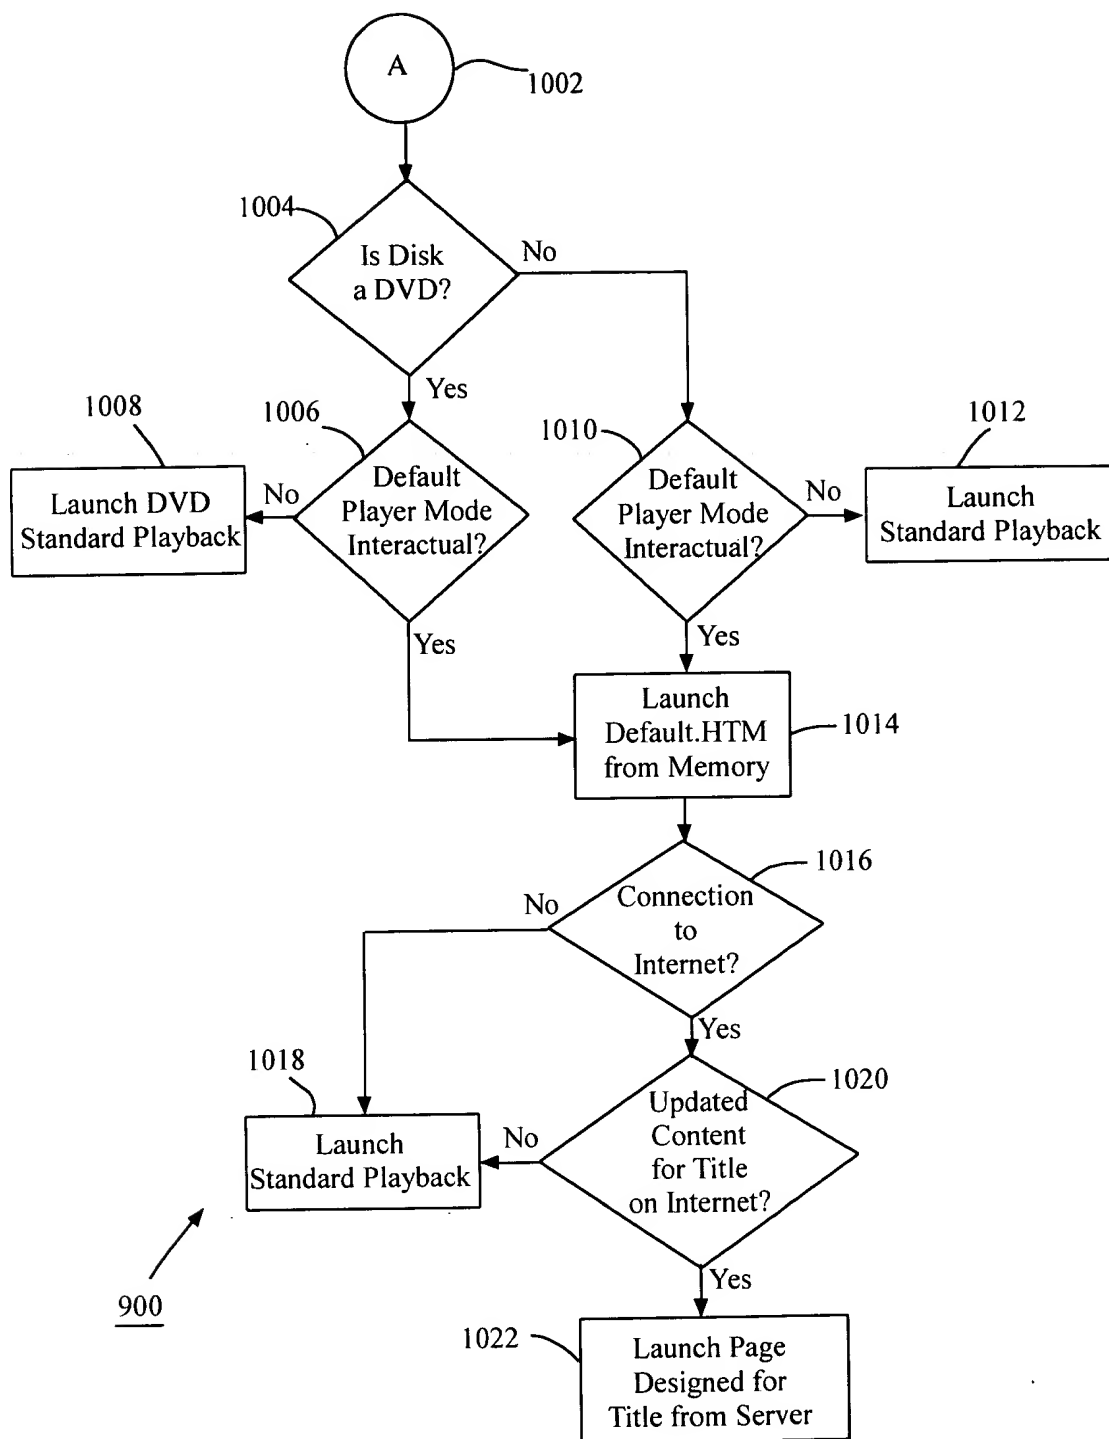 A
1002
1004
Is Disk
a DVD?
No
Yes
1008
1006
1010
1012
Launch DVD
Standard Playback
No
Default
Player Mode
Interactual?
Default
Player Mode
Interactual?
No
Launch
Standard Playback
Yes
Yes
Launch
Default.HTM
from Memory
1014
1016
No
Connection
to
Internet?
Yes
1018
1020
Launch
Standard Playback
No
Updated
Content
for Title
on Internet?
Yes
900
1022
Launch Page
Designed for
Title from Server